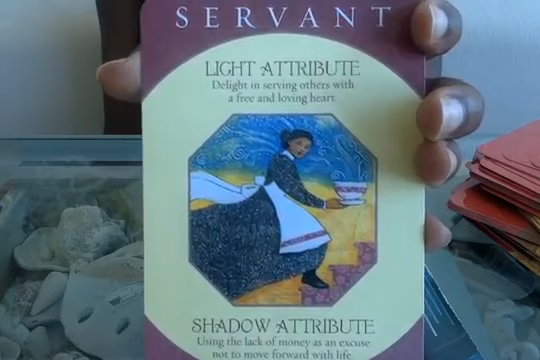 SERVANT
LIGHT ATTRIBUTE
Delight in serving others with
a free and loving heart
SHADOW ATTRIBUTE
Using the lack of money as an excuse
not to move forward with life.